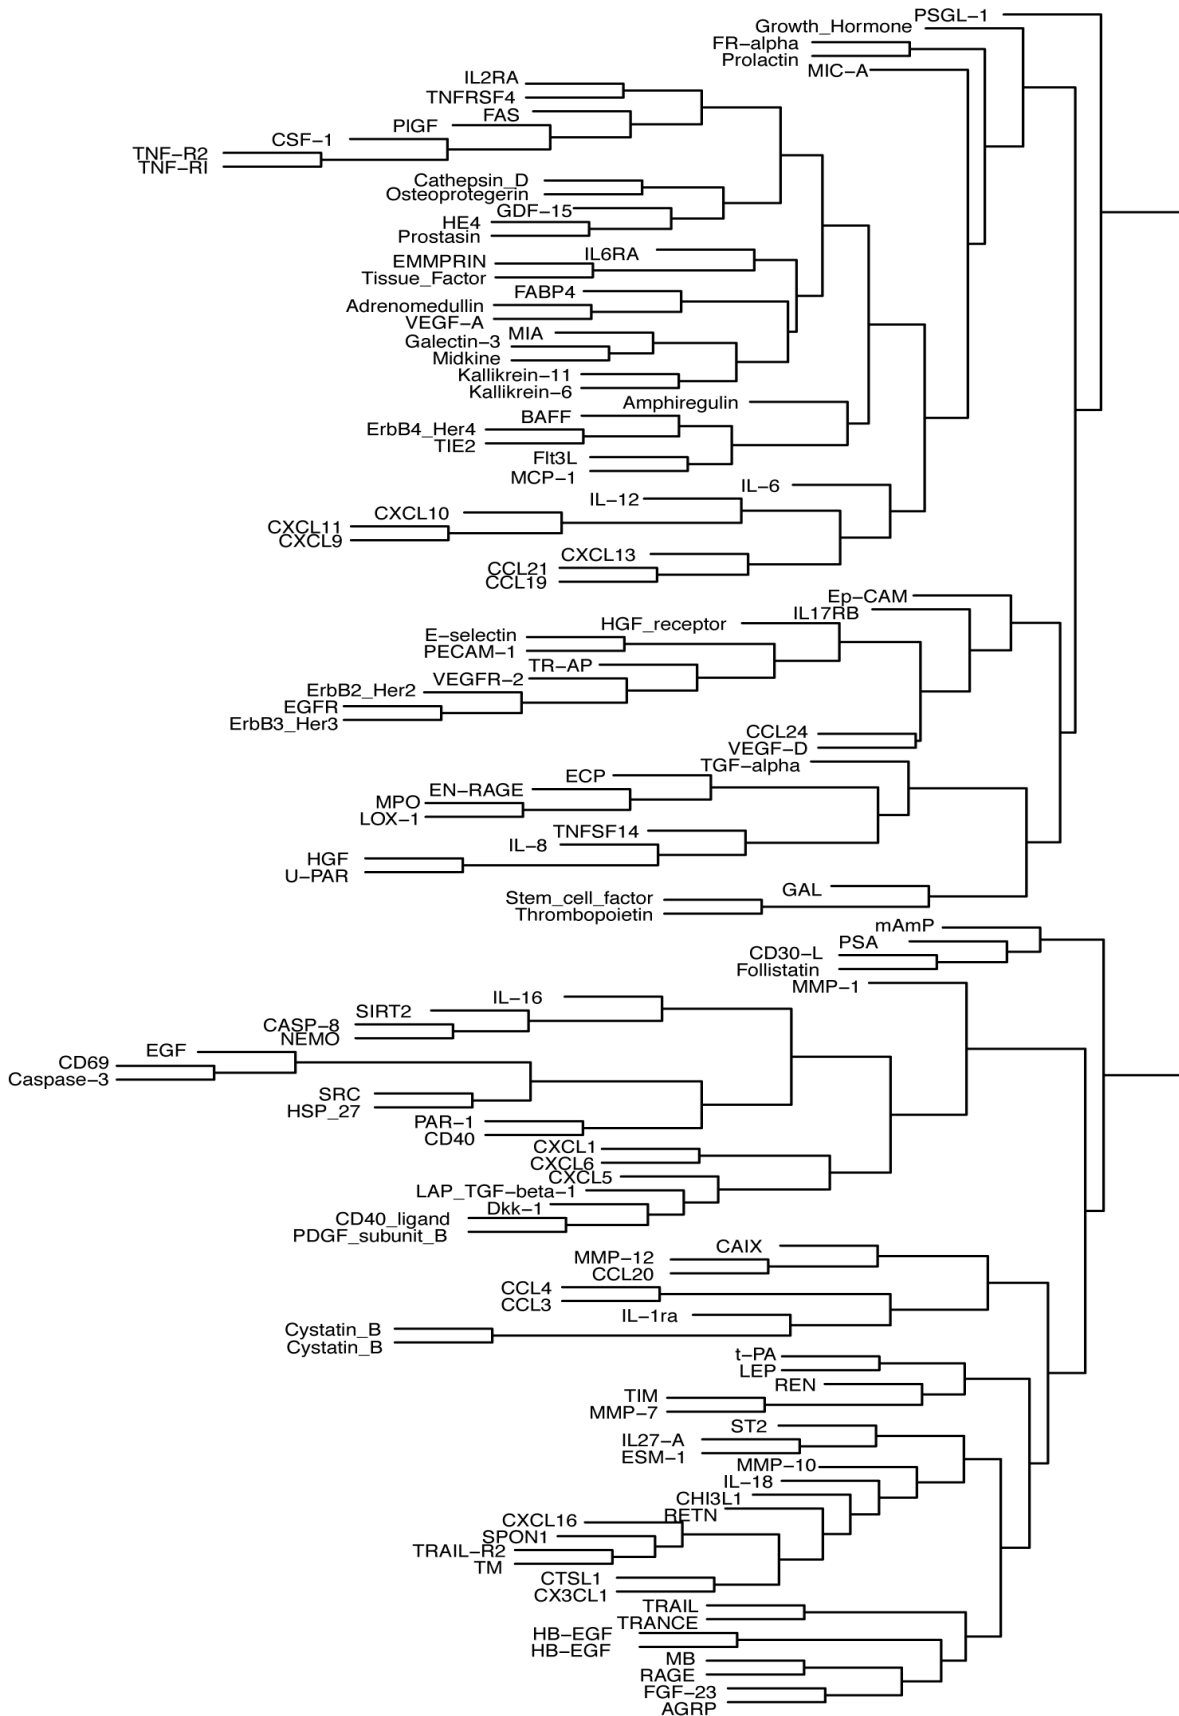 PSGL-1
Growth_Hormone
FR-alpha
Prolactin
MIC-A
IL2RA
TNFRSF4
FAS
PlGF
CSF-1
TNF-R2
TNF-RI
Cathepsin_D
Osteoprotegerin
GDF-15
HE4
Prostasin
IL6RA
EMMPRIN
Tissue_Factor
FABP4
Adrenomedullin
VEGF-A
MIA
Galectin-3
Midkine
Kallikrein-11
Kallikrein-6
Amphiregulin
BAFF
ErbB4_Her4
TIE2
Flt3L
MCP-1
IL-6
IL-12
CXCL10
CXCL11
CXCL9
CXCL13
CCL21
CCL19
Ep-CAM
IL17RB
HGF_receptor
E-selectin
PECAM-1
TR-AP
VEGFR-2
ErbB2_Her2
EGFR
ErbB3_Her3
CCL24
VEGF-D
TGF-alpha
ECP
EN-RAGE
MPO
LOX-1
TNFSF14
IL-8
HGF
U-PAR
GAL
Stem_cell_factor
Thrombopoietin
mAmP
PSA
CD30-L
Follistatin
MMP-1
IL-16
SIRT2
CASP-8
NEMO
EGF
CD69
Caspase-3
SRC
HSP_27
PAR-1
CD40
CXCL1
CXCL6
CXCL5
LAP_TGF-beta-1
Dkk-1
CD40_ligand
PDGF_subunit_B
CAIX
MMP-12
CCL20
CCL4
CCL3
IL-1ra
Cystatin_B
Cystatin_B
t-PA
LEP
REN
TIM
MMP-7
ST2
IL27-A
ESM-1
MMP-10
IL-18
CHI3L1
RETN
CXCL16
SPON1
TRAIL-R2
TM
CTSL1
CX3CL1
TRAIL
TRANCE
HB-EGF
HB-EGF
MB
RAGE
FGF-23
AGRP